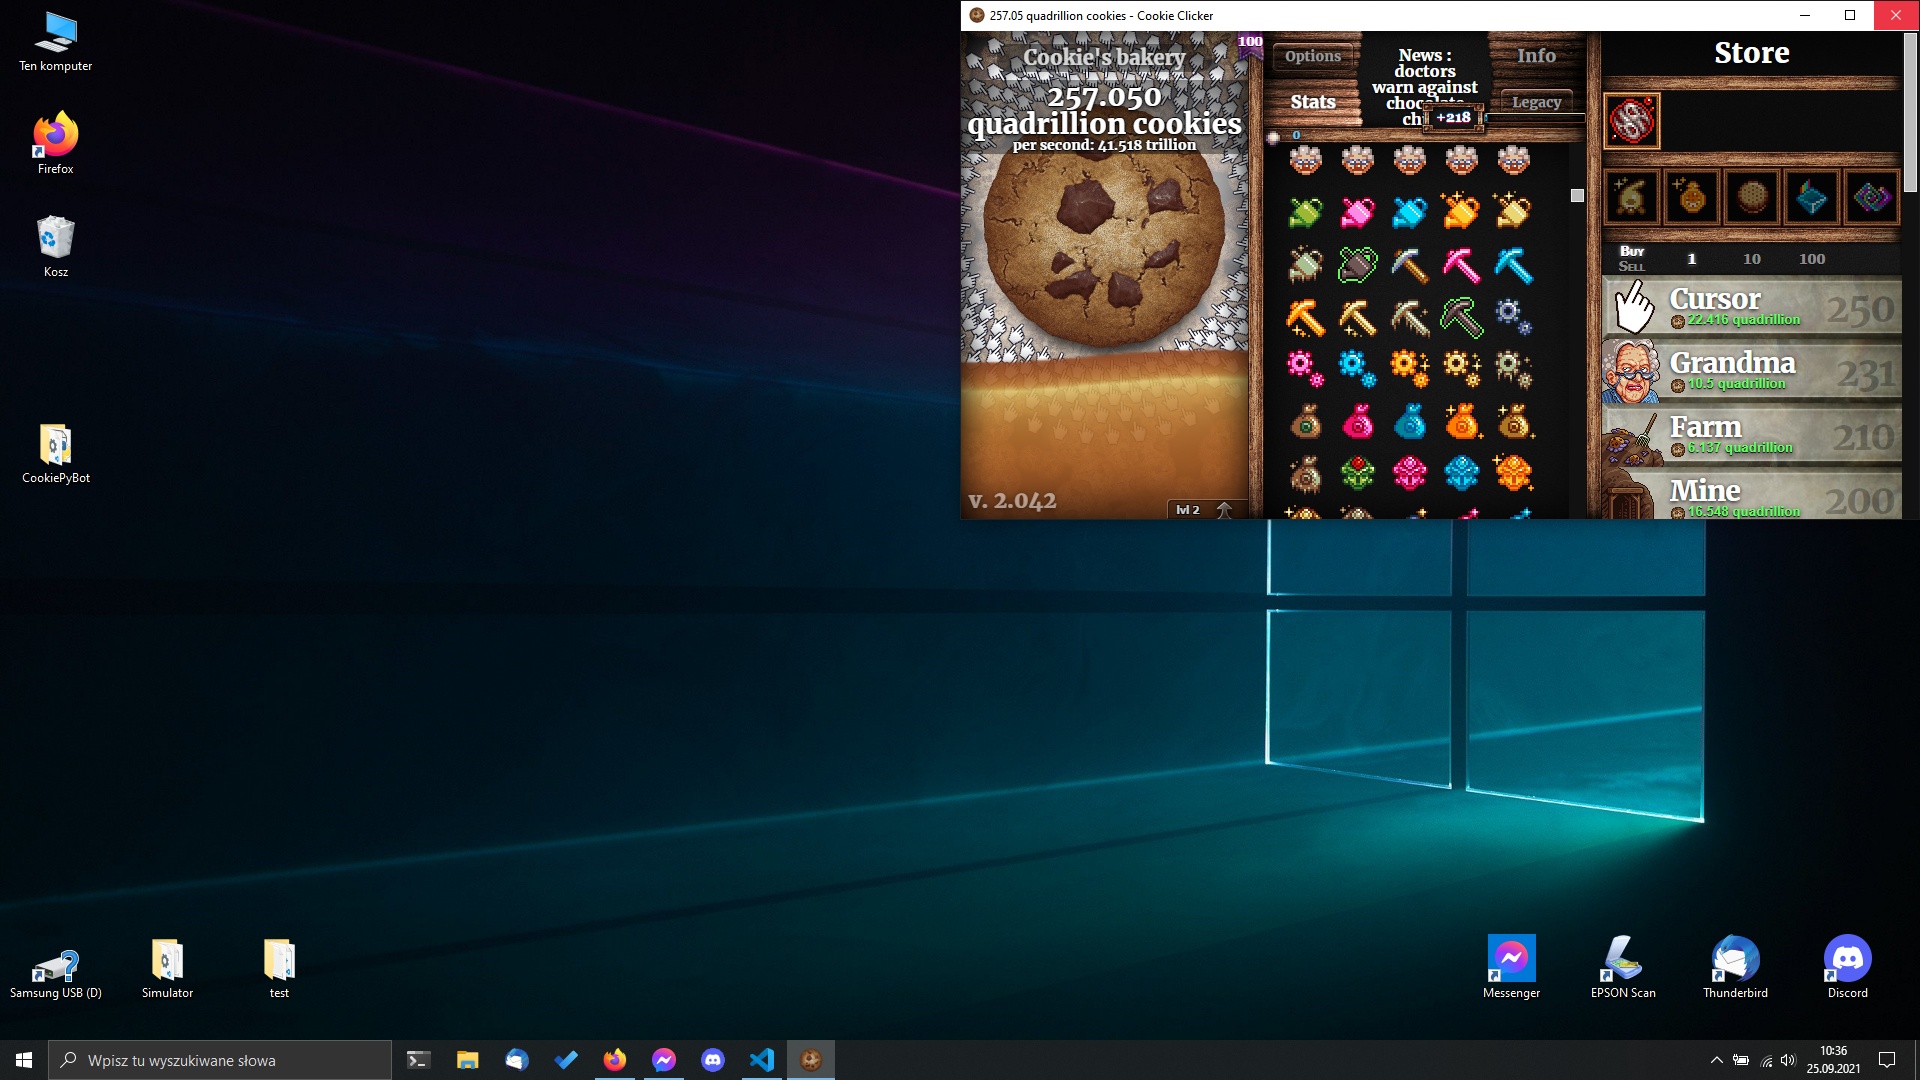 Ten komputer
Firefox
Kosz
CookiePyBot
Samsung USB (D)
Simulator
test
257.05 quadrillion cookies - Cookie Clicker
Cookie's bakery
257.050
quadrillion cookies
per second: 41.518 trillion
v. 2.042
lvl 2
100
Options
Stats
News :
doctors
warn against
chocolate
ch
+218
0
Info
Legacy
Store
Buy
Sell
1
10
100
Cursor
22.416 quadrillion
250
Grandma
10.5 quadrillion
231
Farm
6.137 quadrillion
210
Mine
16.548 quadrillion
200
Messenger
EPSON Scan
Thunderbird
Discord
Wpisz tu wyszukiwane słowa
10:36
25.09.2021